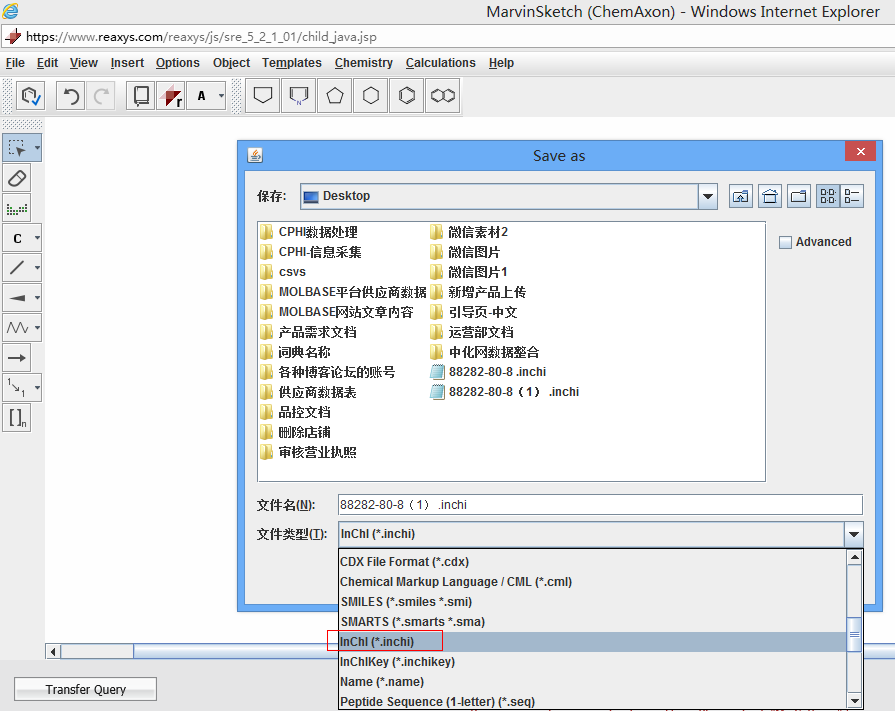 MarvinSketch (ChemAxon) - Windows Internet Explorer
https://www.reaxys.com/reaxys/js/sre_5_2_1_01/child_java.jsp
File Edit View Insert Options Object Templates Chemistry Calculations Help
r A N
Save as
保存: Desktop
CPHI数据处理 微信素材2
CPHI-信息采集 微信图片
csvs 微信图片1
MOLBASE平台供应商数据 新增产品上传
MOLBASE网站文章内容 引导页-中文
产品需求文档 运营部文档
词典名称 中化网数据整合
各种博客论坛的账号 88282-80-8 .inchi
供应商数据表 88282-80-8（1） .inchi
品控文档
删除店铺
审核营业执照
Advanced
C
1 1
[ ]n
文件名(N): 88282-80-8（1） .inchi
文件类型(T): InChI (*.inchi)
CDX File Format (*.cdx)
Chemical Markup Language / CML (*.cml)
SMILES (*.smiles *.smi)
SMARTS (*.smarts *.sma)
InChI (*.inchi)
InChIKey (*.inchikey)
Name (*.name)
Peptide Sequence (1-letter) (*.seq)
Transfer Query